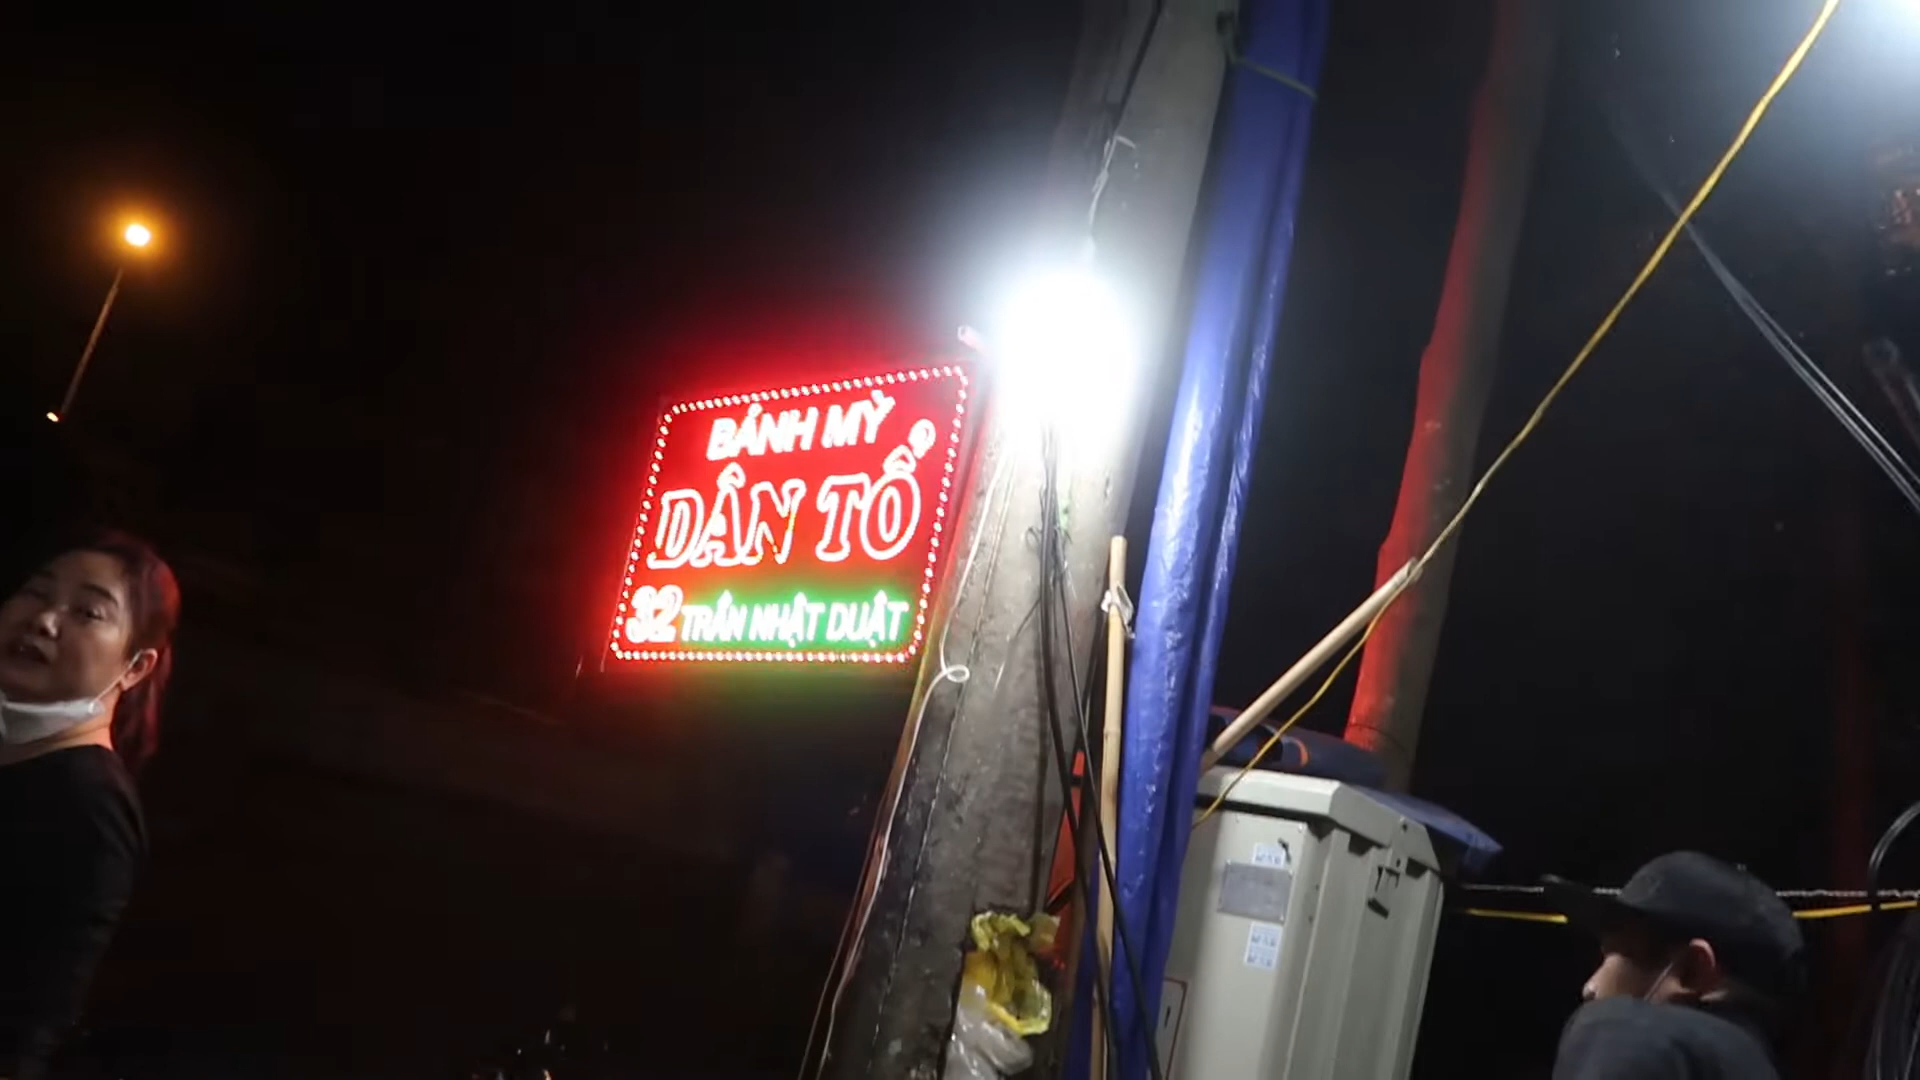 BÁNH MỲ
DÂN TỔ
32 TRẦN NHẬT DUẬT